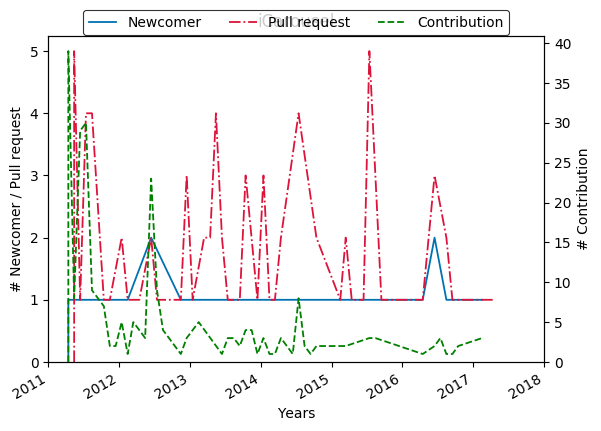 iCarousel
Newcomer Pull request Contribution
# Newcomer / Pull request
5
4
3
2
1
0
# Contribution
40
35
30
25
20
15
10
5
0
2011 2012 2013 2014 2015 2016 2017 2018
Years